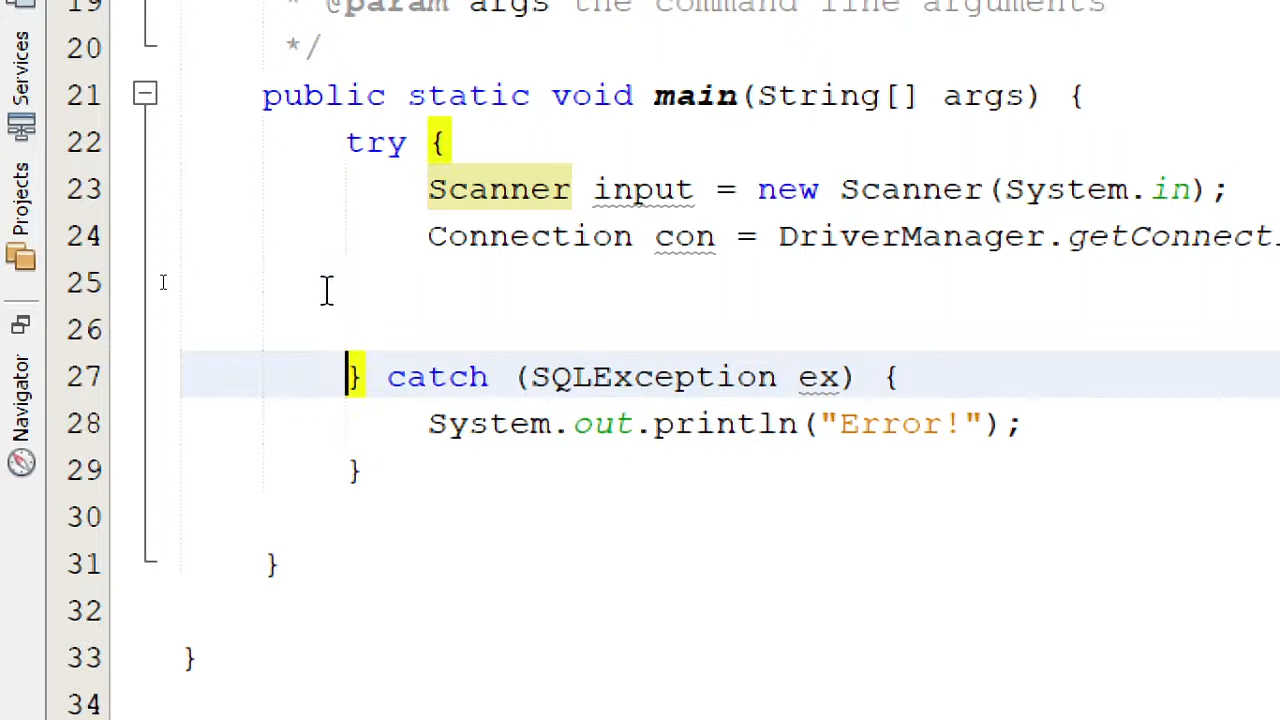 19 * @param args the command line arguments
20 */
21 public static void main(String[] args) {
22 try {
23 Scanner input = new Scanner(System.in);
24 Connection con = DriverManager.getConnecti
25
26
27 } catch (SQLException ex) {
28 System.out.println("Error!");
29 }
30
31 }
32
33 }
34
Services
Projects
Navigator